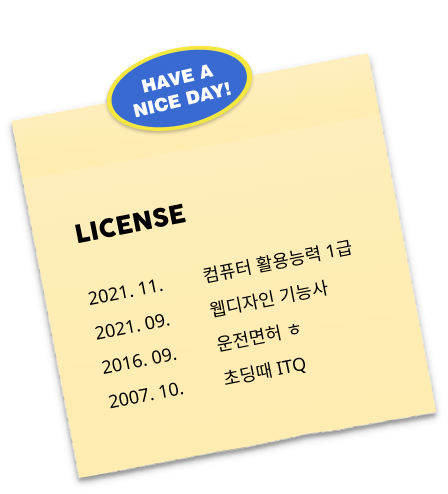 HAVE A
NICE DAY!
LICENSE
2021. 11. 컴퓨터 활용능력 1급
2021. 09. 웹디자인 기능사
2016. 09. 운전면허 ㅎ
2007. 10. 초딩때 ITQ